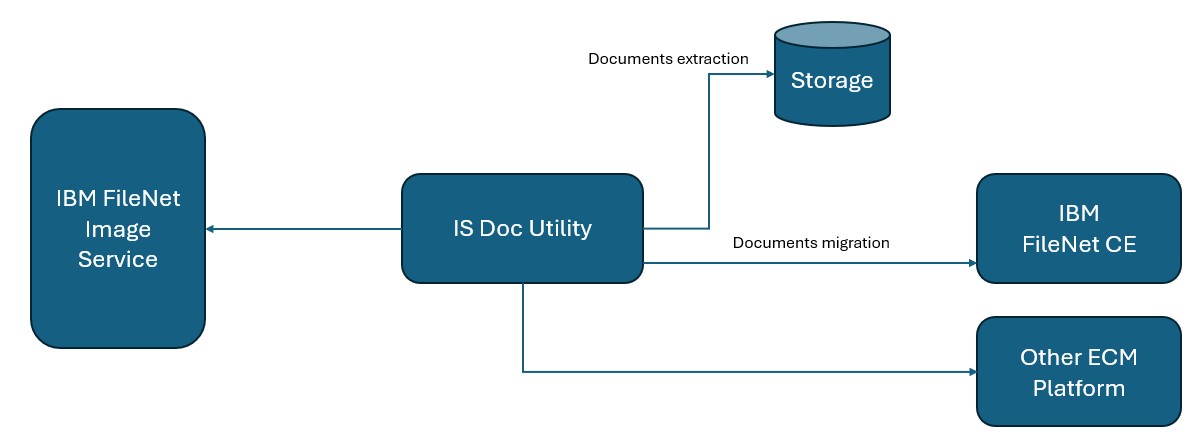 Documents extraction
Storage
IBM FileNet
Image
Service
IS Doc Utility
Documents migration
IBM
FileNet CE
Other ECM
Platform